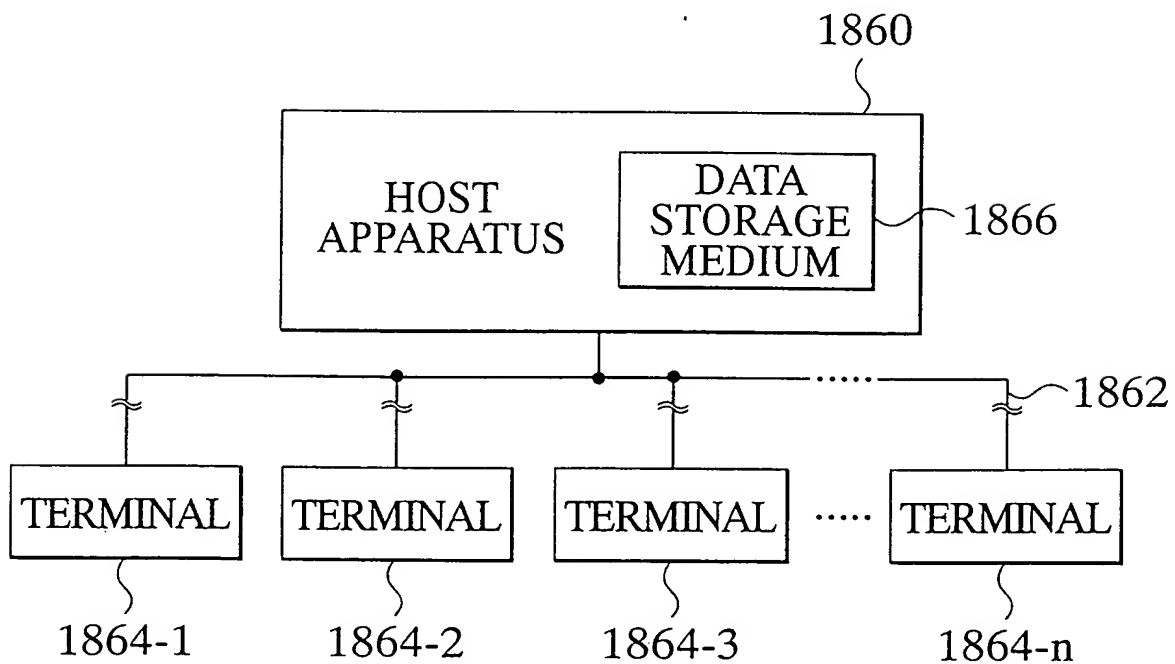 1860
HOST
APPARATUS
DATA
STORAGE
MEDIUM
1866
.....
1862
TERMINAL
TERMINAL
TERMINAL
.....
TERMINAL
1864-1
1864-2
1864-3
1864-n